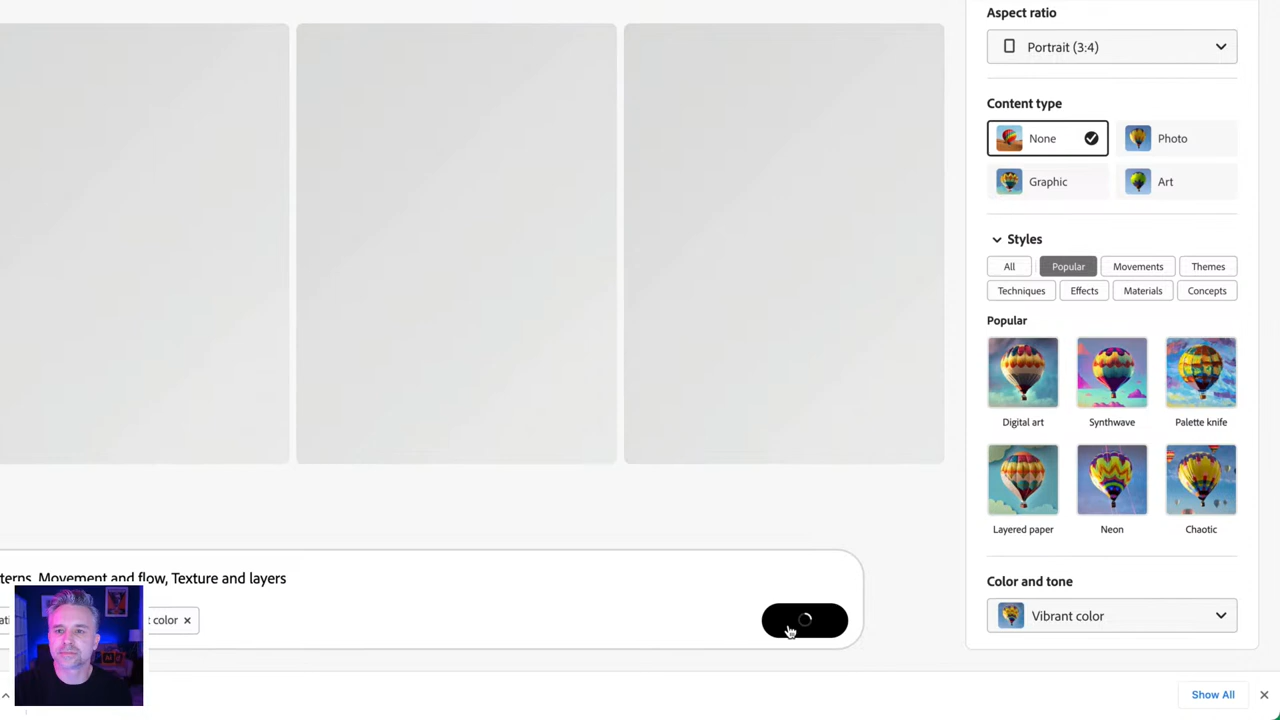 Aspect ratio
Portrait (3:4)
Content type
None
Photo
Graphic
Art
Styles
All
Popular
Movements
Themes
Techniques
Effects
Materials
Concepts
Popular
Digital art
Synthwave
Palette knife
Layered paper
Neon
Chaotic
Color and tone
Vibrant color
terns, Movement and flow, Texture and layers
t color ×
Show All